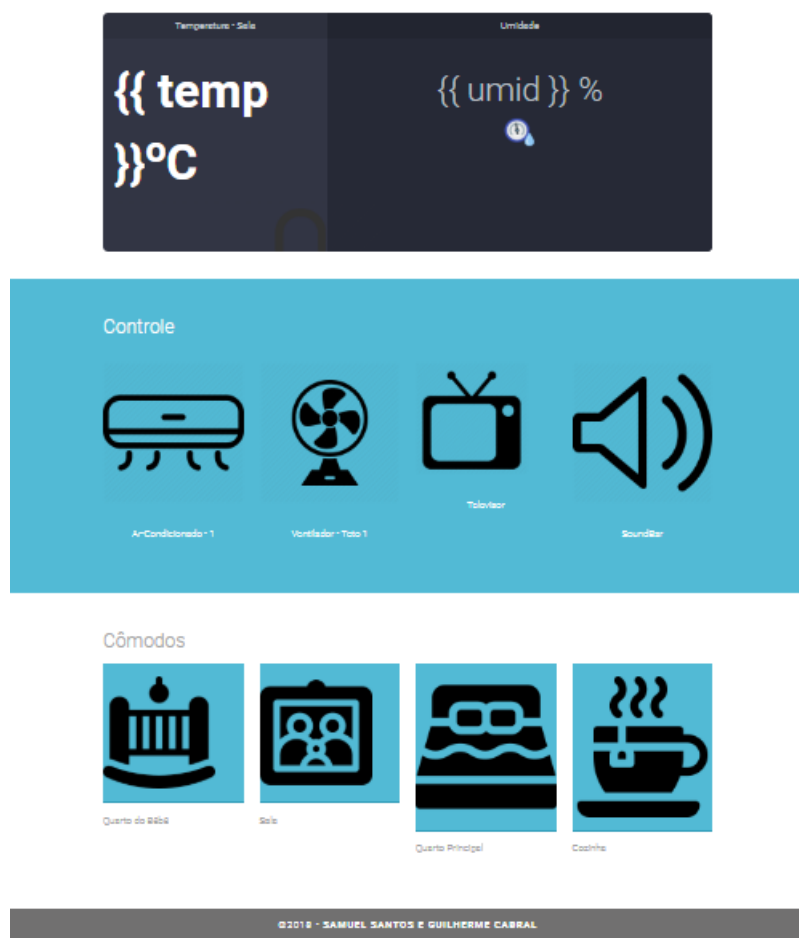 Temperatura - Sala
Umidade
{{ temp
}}ºC
{{ umid }} %
Controle
Ar-Condicionado - 1
Ventilador - Teto 1
Televisor
SoundBar
Cômodos
Quarto do Bêbê
Sala
Quarto Principal
Cozinha
©2018 - SAMUEL SANTOS E GUILHERME CABRAL